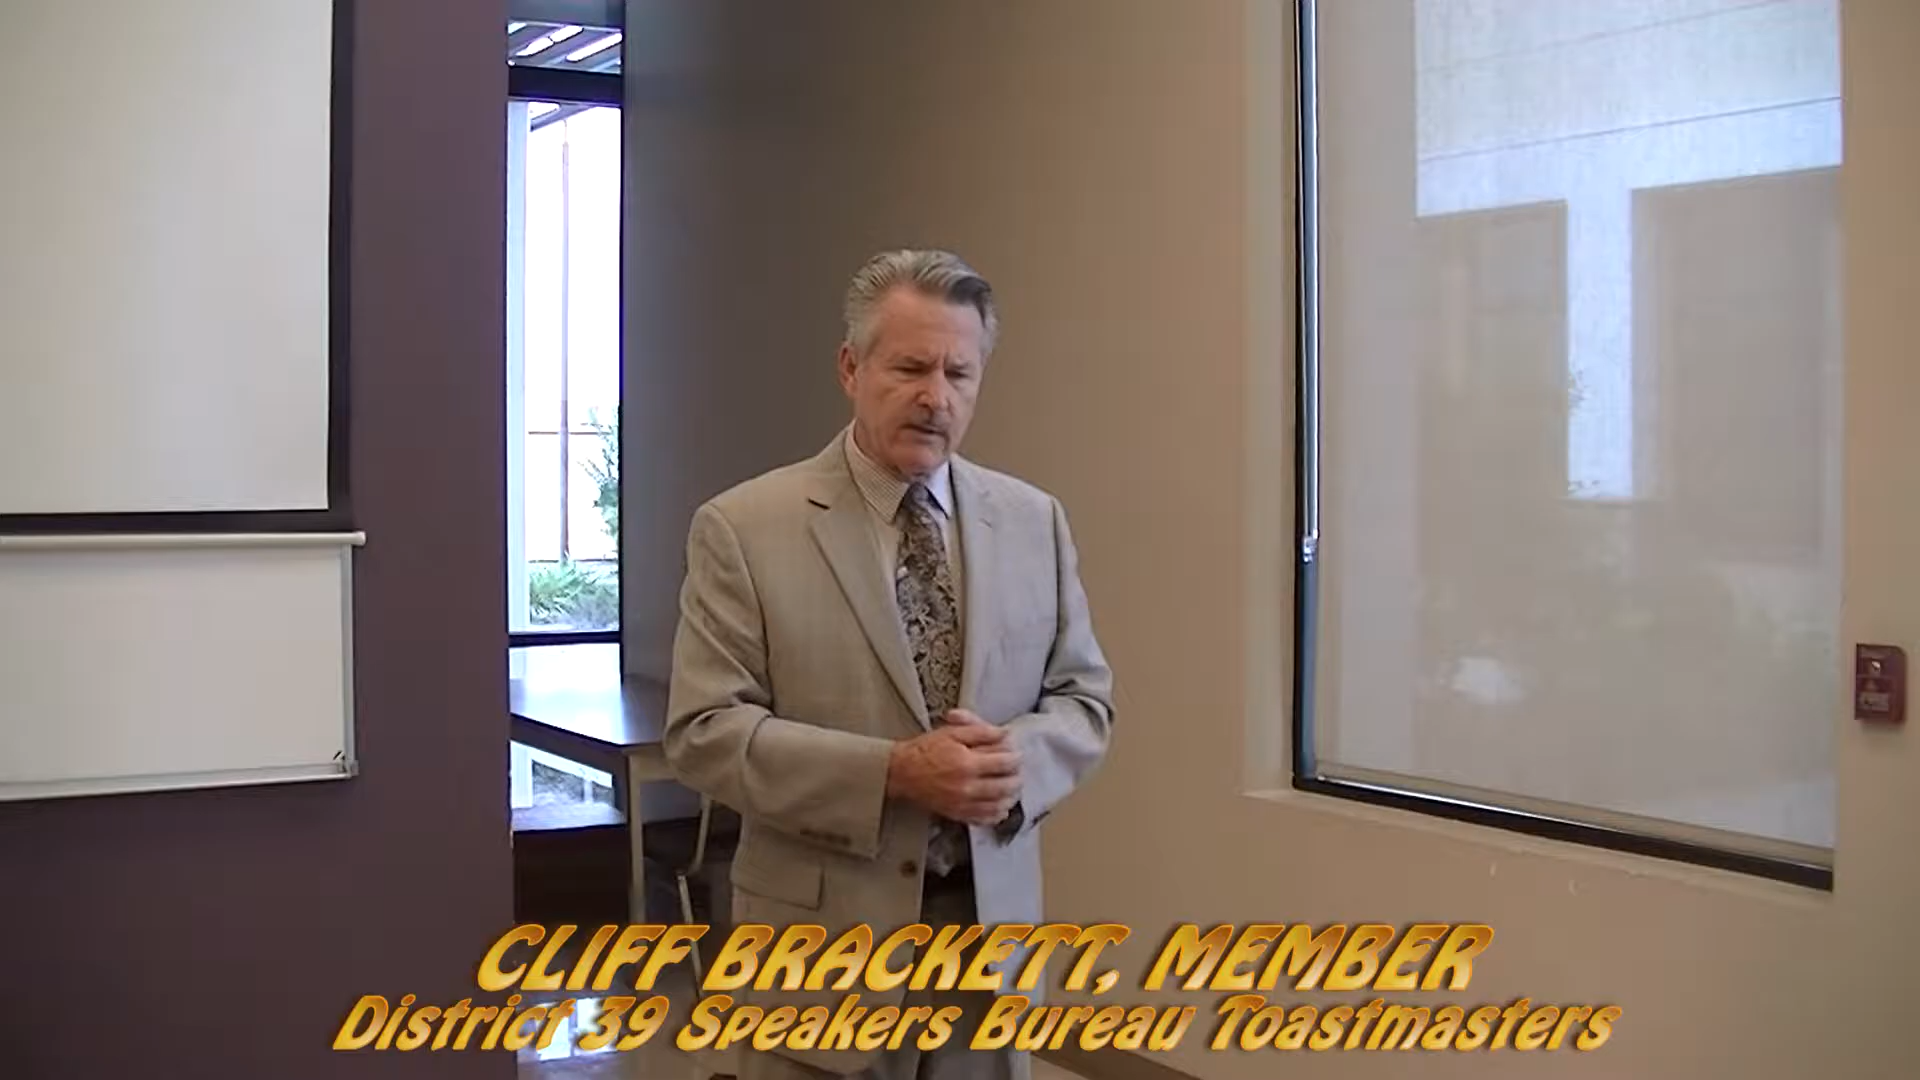 CLIFF BRACKETT, MEMBER
District 39 Speakers Bureau Toastmasters